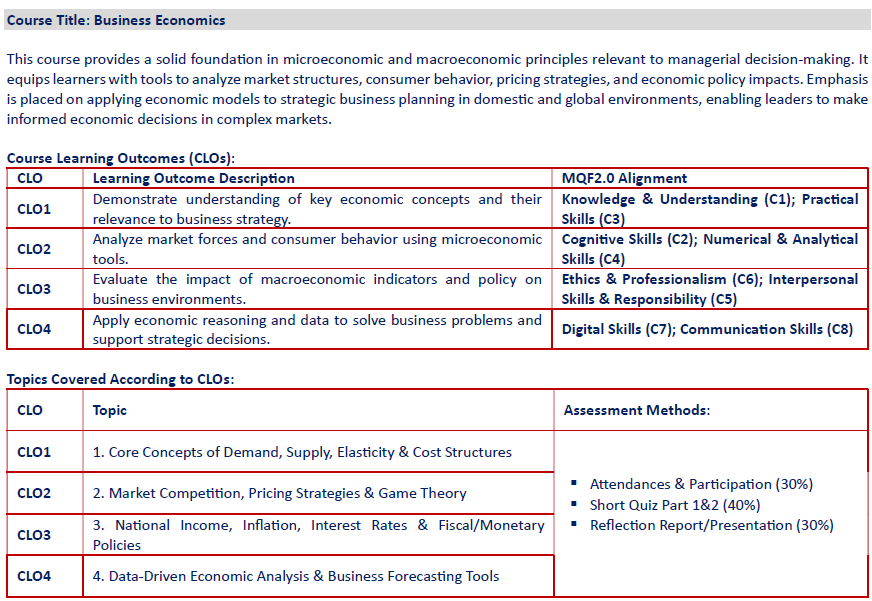 Course Title: Business Economics
This course provides a solid foundation in microeconomic and macroeconomic principles relevant to managerial decision-making. It
equips learners with tools to analyze market structures, consumer behavior, pricing strategies, and economic policy impacts. Emphasis
is placed on applying economic models to strategic business planning in domestic and global environments, enabling leaders to make
informed economic decisions in complex markets.
Course Learning Outcomes (CLOs):
CLO Learning Outcome Description MQF2.0 Alignment
CLO1
Demonstrate understanding of key economic concepts and their
relevance to business strategy.
Knowledge & Understanding (C1); Practical
Skills (C3)
CLO2
Analyze market forces and consumer behavior using microeconomic
tools.
Cognitive Skills (C2); Numerical & Analytical
Skills (C4)
CLO3
Evaluate the impact of macroeconomic indicators and policy on
business environments.
Ethics & Professionalism (C6); Interpersonal
Skills & Responsibility (C5)
CLO4
Apply economic reasoning and data to solve business problems and
support strategic decisions.
Digital Skills (C7); Communication Skills (C8)
Topics Covered According to CLOs:
CLO Topic Assessment Methods:
CLO1 1. Core Concepts of Demand, Supply, Elasticity & Cost Structures
CLO2 2. Market Competition, Pricing Strategies & Game Theory
CLO3
3. National Income, Inflation, Interest Rates & Fiscal/Monetary
Policies
CLO4 4. Data-Driven Economic Analysis & Business Forecasting Tools
▪ Attendances & Participation (30%)
▪ Short Quiz Part 1&2 (40%)
▪ Reflection Report/Presentation (30%)